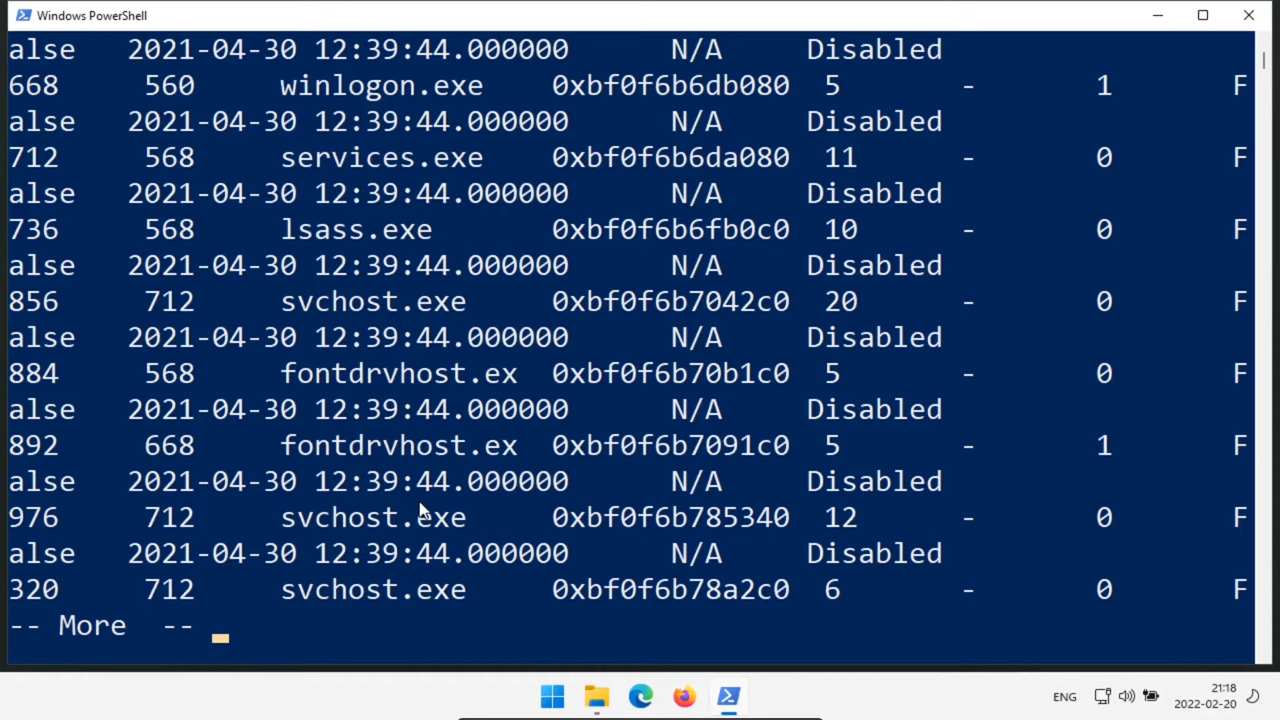 Windows PowerShell
alse 2021-04-30 12:39:44.000000 N/A Disabled
668 560 winlogon.exe 0xbf0f6b6db080 5 - 1 F
alse 2021-04-30 12:39:44.000000 N/A Disabled
712 568 services.exe 0xbf0f6b6da080 11 - 0 F
alse 2021-04-30 12:39:44.000000 N/A Disabled
736 568 lsass.exe 0xbf0f6b6fb0c0 10 - 0 F
alse 2021-04-30 12:39:44.000000 N/A Disabled
856 712 svchost.exe 0xbf0f6b7042c0 20 - 0 F
alse 2021-04-30 12:39:44.000000 N/A Disabled
884 568 fontdrvhost.ex 0xbf0f6b70b1c0 5 - 0 F
alse 2021-04-30 12:39:44.000000 N/A Disabled
892 668 fontdrvhost.ex 0xbf0f6b7091c0 5 - 1 F
alse 2021-04-30 12:39:44.000000 N/A Disabled
976 712 svchost.exe 0xbf0f6b785340 12 - 0 F
alse 2021-04-30 12:39:44.000000 N/A Disabled
320 712 svchost.exe 0xbf0f6b78a2c0 6 - 0 F
-- More --
ENG 21:18
2022-02-20